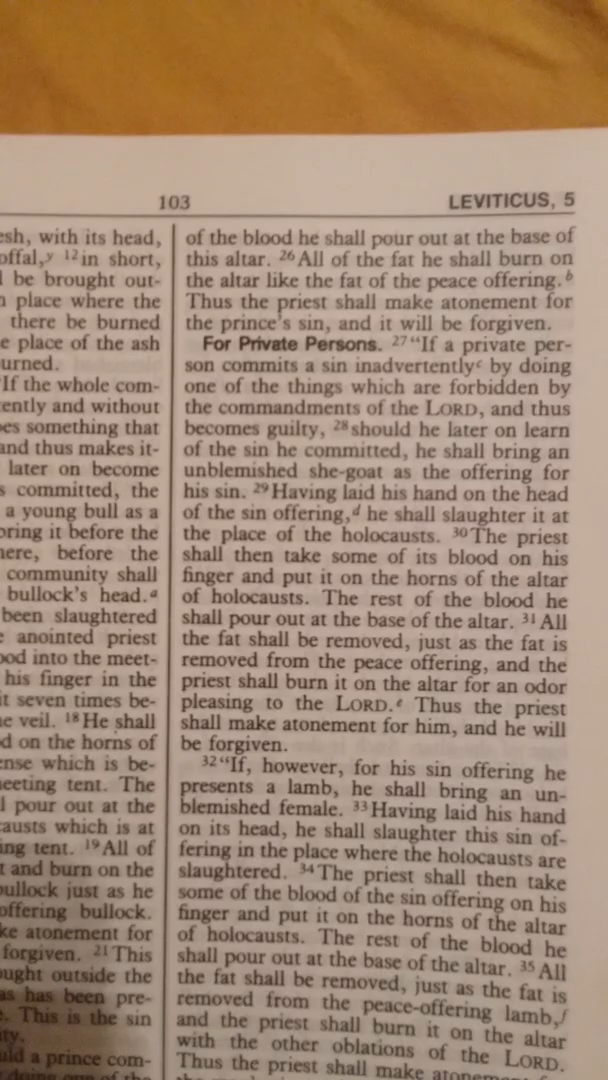 103
LEVITICUS, 5
esh, with its head,
offal,y 12 in short,
be brought out-
place where the
there be burned
e place of the ash
urned.
"If the whole com-
ently and without
es something that
and thus makes it-
later on become
s committed, the
a young bull as a
bring it before the
here, before the
community shall
bullock's head.a
been slaughtered
e anointed priest
ood into the meet-
his finger in the
it seven times be-
he veil. 18 He shall
d on the horns of
ense which is be-
meeting tent. The
l pour out at the
causts which is at
ing tent. 19 All of
t and burn on the
bullock just as he
offering bullock.
ke atonement for
forgiven. 21 This
ought outside the
as has been pre-
e. This is the sin
ity.
uld a prince com-
doing one of the
of the blood he shall pour out at the base of
this altar. 26 All of the fat he shall burn on
the altar like the fat of the peace offering.b
Thus the priest shall make atonement for
the prince's sin, and it will be forgiven.
For Private Persons. 27 "If a private per-
son commits a sin inadvertentlyc by doing
one of the things which are forbidden by
the commandments of the LORD, and thus
becomes guilty, 28 should he later on learn
of the sin he committed, he shall bring an
unblemished she-goat as the offering for
his sin. 29 Having laid his hand on the head
of the sin offering,d he shall slaughter it at
the place of the holocausts. 30 The priest
shall then take some of its blood on his
finger and put it on the horns of the altar
of holocausts. The rest of the blood he
shall pour out at the base of the altar. 31 All
the fat shall be removed, just as the fat is
removed from the peace offering, and the
priest shall burn it on the altar for an odor
pleasing to the LORD.e Thus the priest
shall make atonement for him, and he will
be forgiven.
32 "If, however, for his sin offering he
presents a lamb, he shall bring an un-
blemished female. 33 Having laid his hand
on its head, he shall slaughter this sin of-
fering in the place where the holocausts are
slaughtered. 34 The priest shall then take
some of the blood of the sin offering on his
finger and put it on the horns of the altar
of holocausts. The rest of the blood he
shall pour out at the base of the altar. 35 All
the fat shall be removed, just as the fat is
removed from the peace-offering lamb,f
and the priest shall burn it on the altar
with the other oblations of the LORD.
Thus the priest shall make atonement for